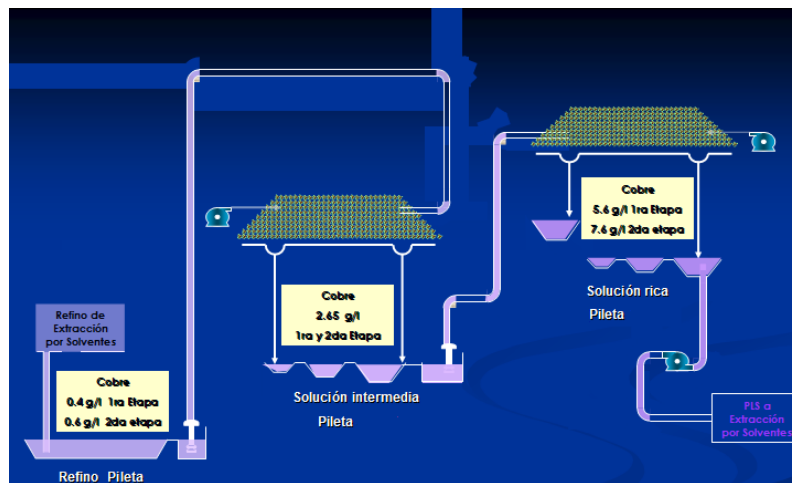 Refino de
Extracción
por Solventes
Cobre
0.4 g/l 1ra Etapa
0.6 g/l 2da etapa
Refino Pileta
Cobre
2.65 g/l
1ra y 2da Etapa
Solución intermedia
Pileta
Cobre
5.6 g/l 1ra Etapa
7.6 g/l 2da etapa
Solución rica
Pileta
PLS a
Extracción
por Solventes